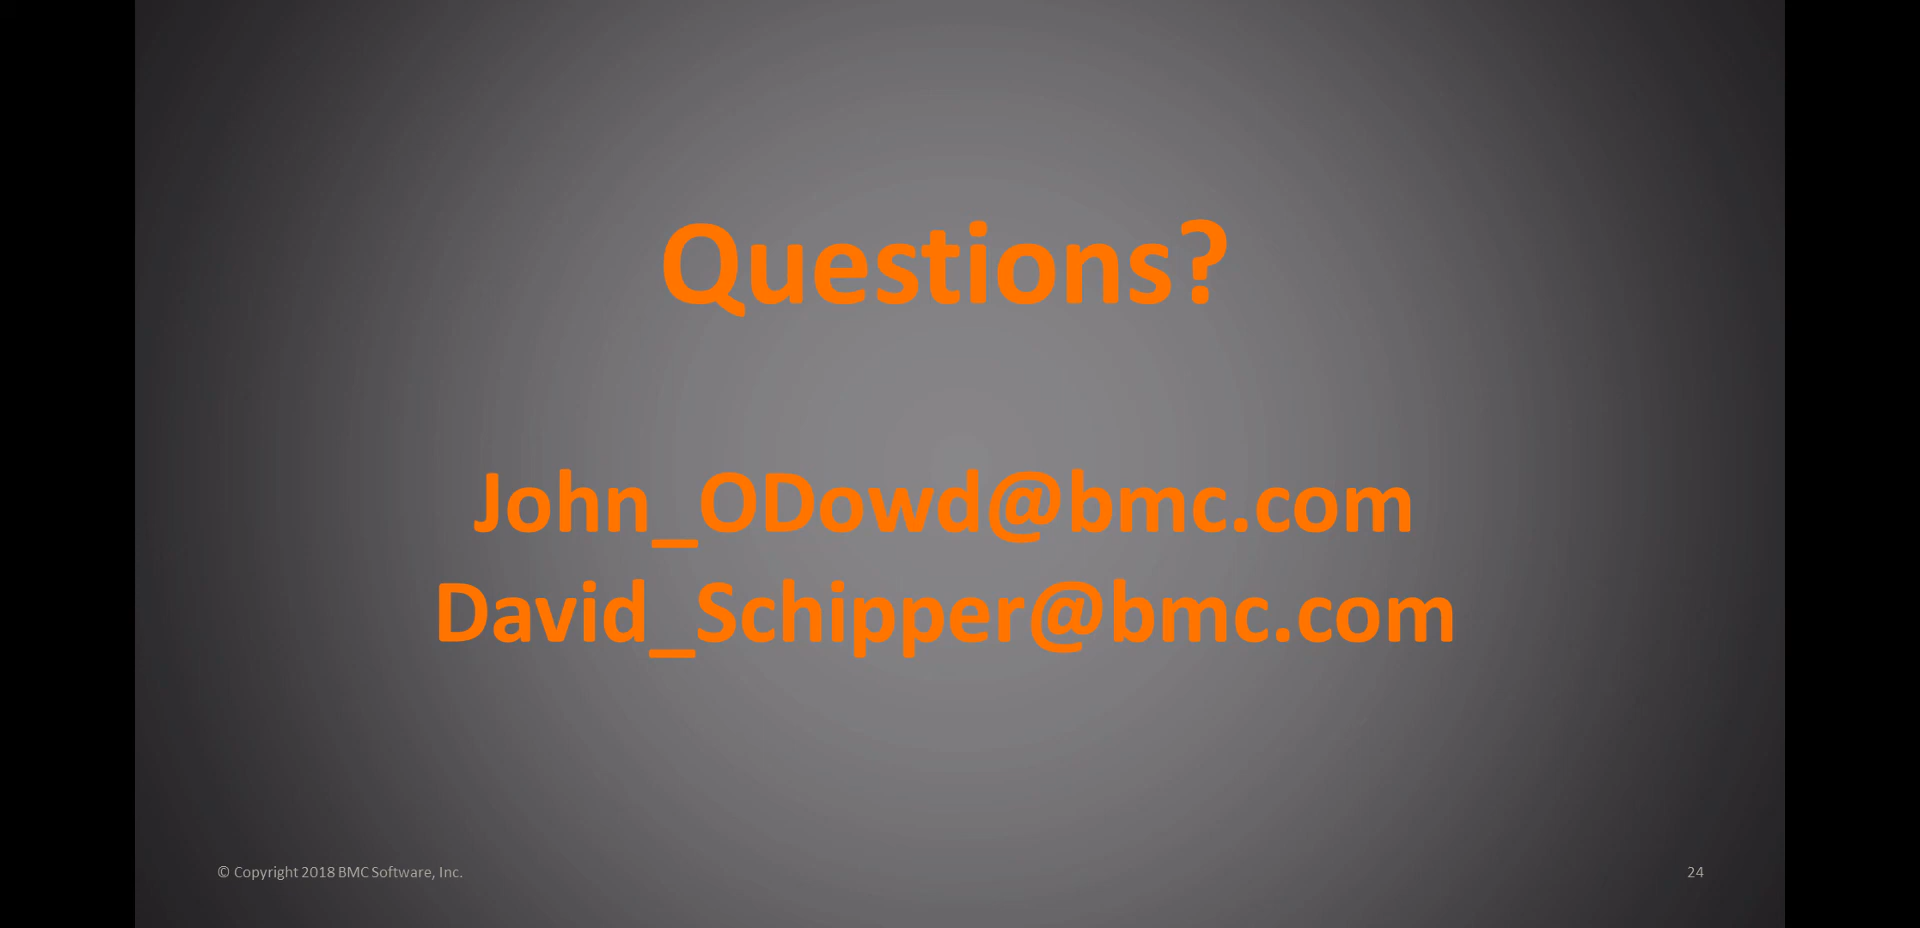 Questions?
John_ODowd@bmc.com
David_Schipper@bmc.com
© Copyright 2018 BMC Software, Inc.
24